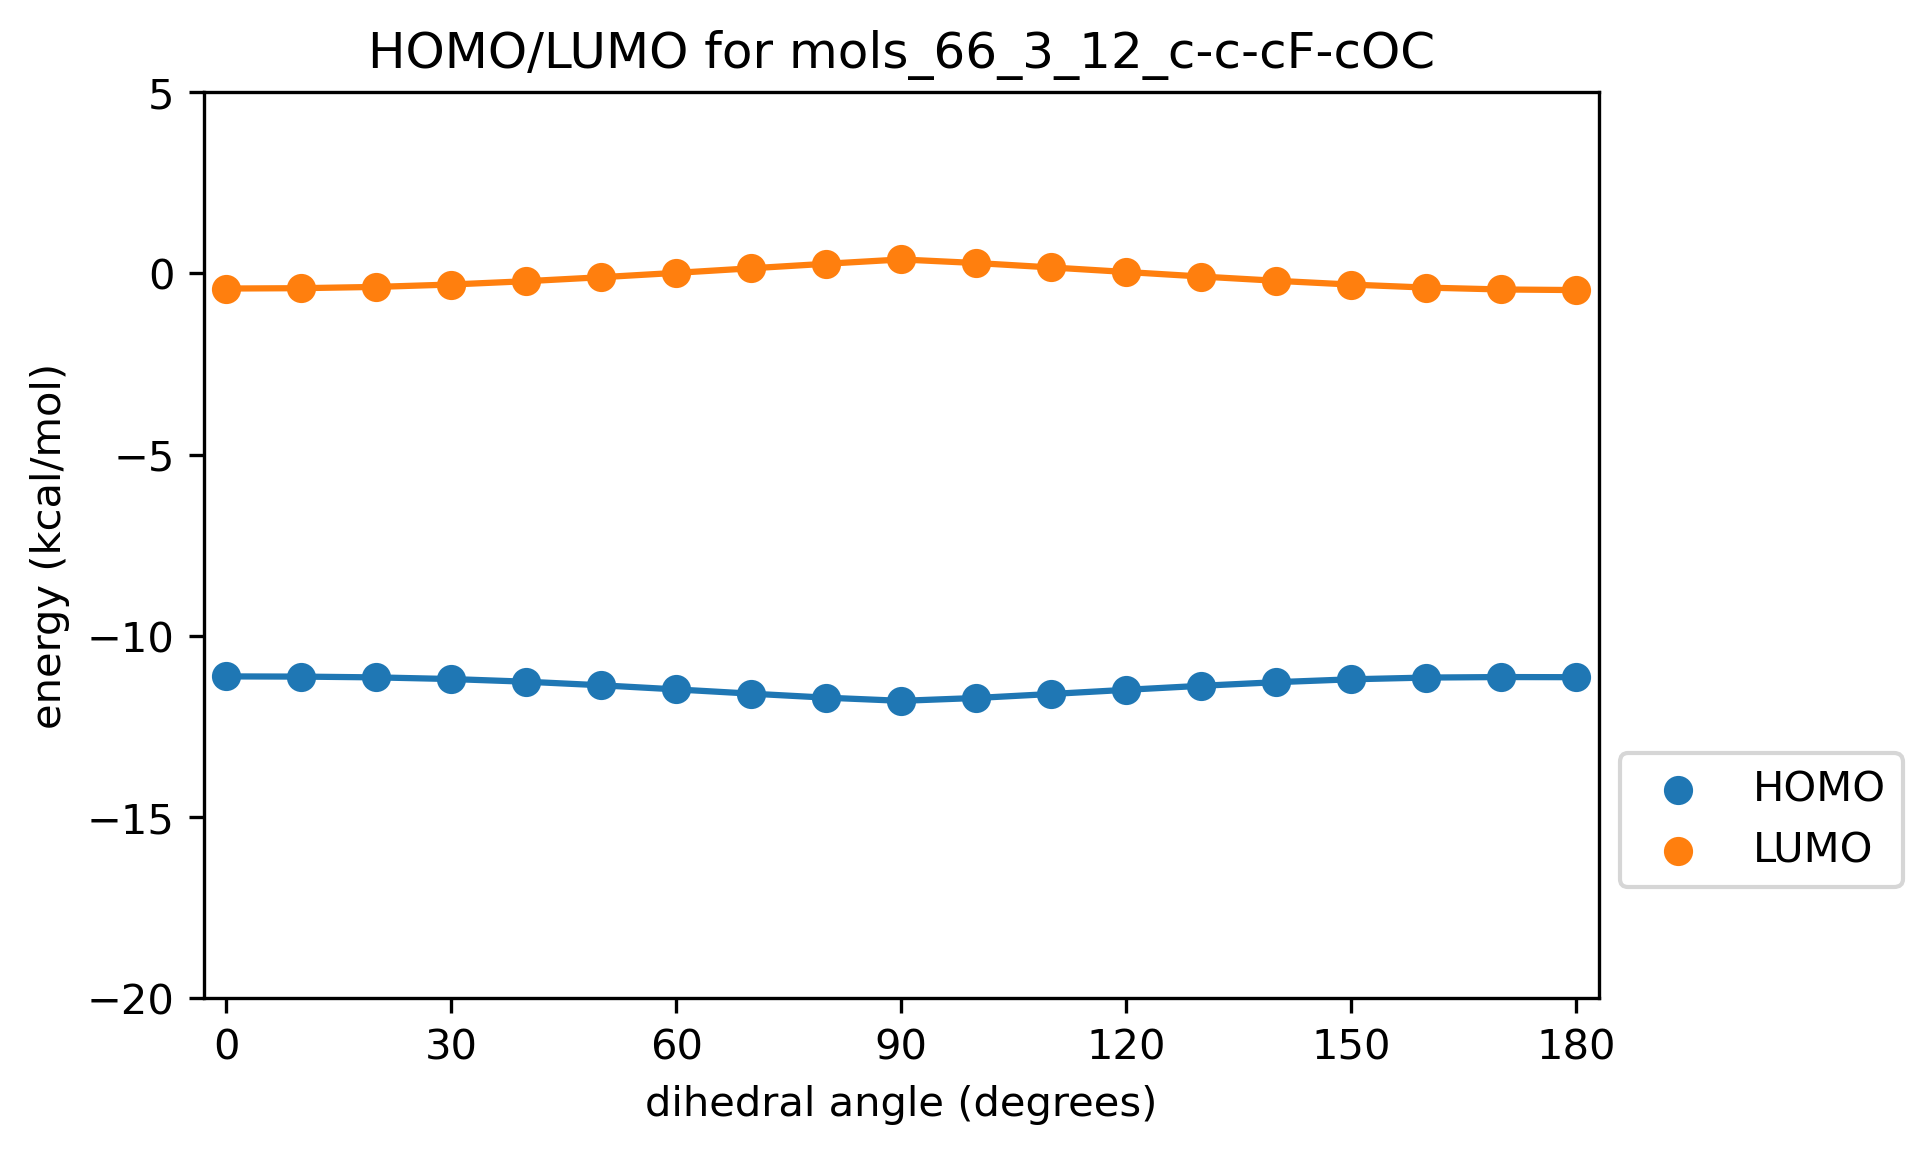 HOMO/LUMO for mols_66_3_12_c-c-cF-cOC
5
0
−5
−10
−15
−20
energy (kcal/mol)
0 30 60 90 120 150 180
dihedral angle (degrees)
HOMO
LUMO